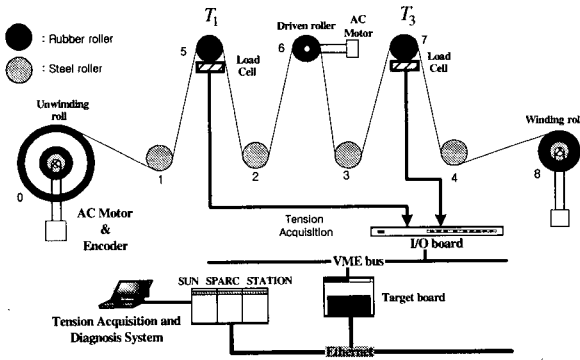 T1
T3
Driven roller
AC
Motor
: Rubber roller
5
6
7
Load
Cell
Load
Cell
: Steel roller
Unwinding
roll
Winding roll
0
1
2
3
4
8
AC Motor
&
Encoder
Tension
Acquisition
I/O board
VME bus
SUN SPARC STATION
Target board
Tension Acquisition and
Diagnosis System
Ethernet